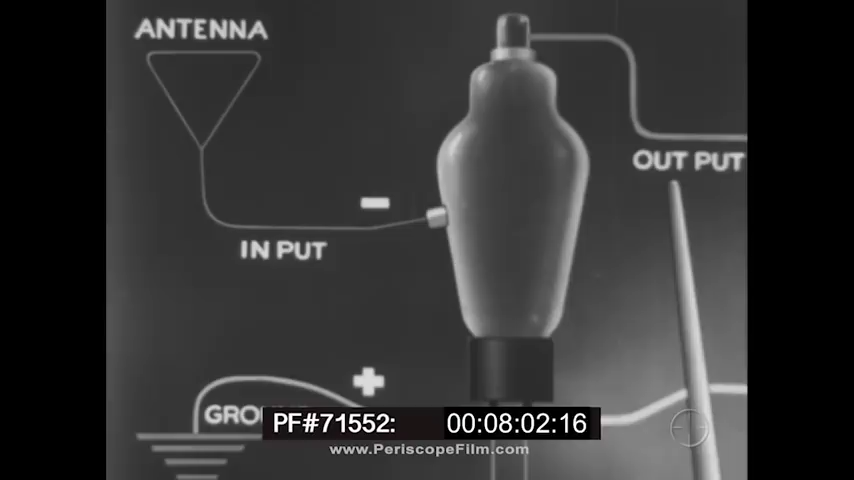 ANTENNA
OUT PUT
IN PUT
PF#71552: 00:08:02:16
www.PeriscopeFilm.com